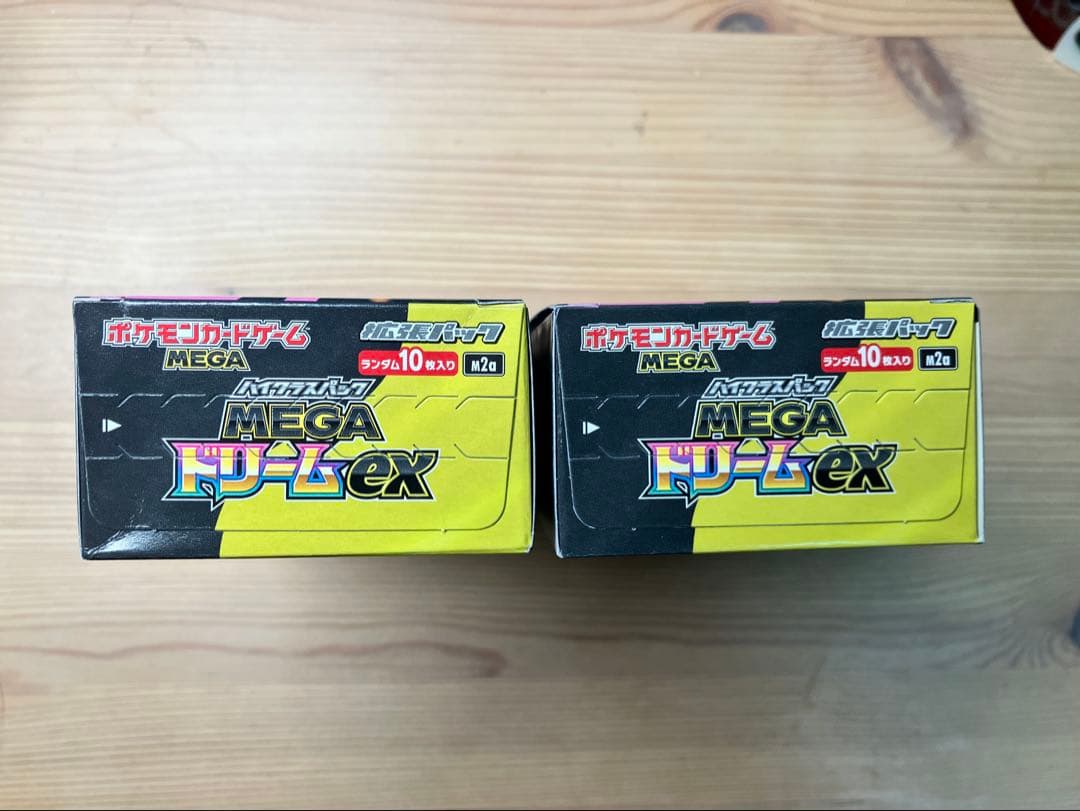 ポケモンカードゲーム
MEGA
拡張パック
ランダム10枚入り
M2a
ハイクラスパック
MEGA
ドリームex
ポケモンカードゲーム
MEGA
拡張パック
ランダム10枚入り
M2a
ハイクラスパック
MEGA
ドリームex